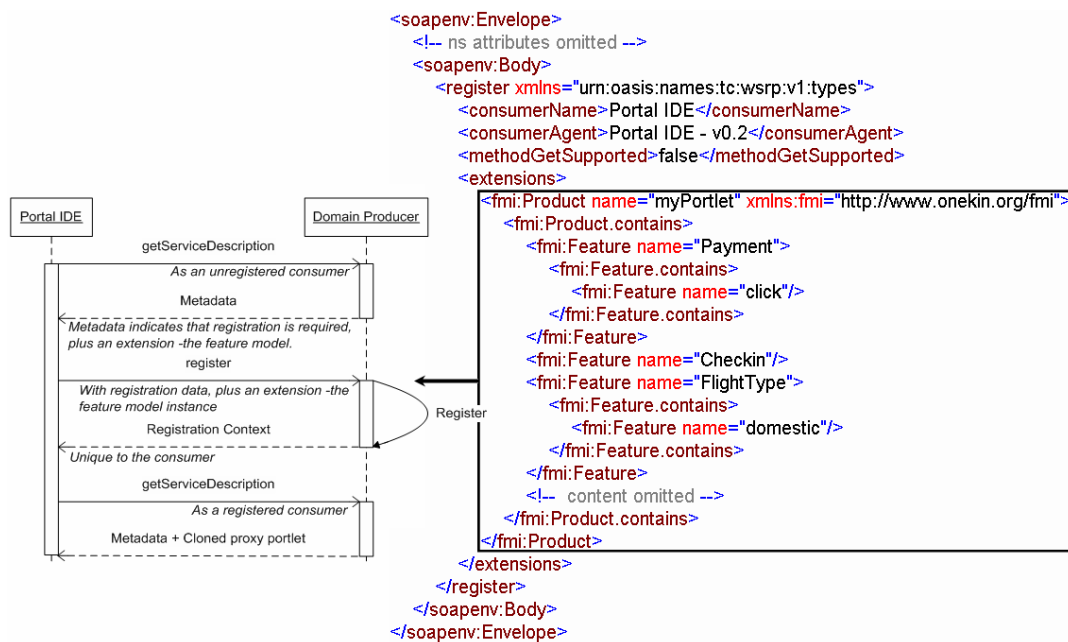 <soapenv:Envelope>
<!-- ns attributes omitted -->
<soapenv:Body>
<register xmlns="urn:oasis:names:tc:wsrp:v1:types">
<consumerName>Portal IDE</consumerName>
<consumerAgent>Portal IDE - v0.2</consumerAgent>
<methodGetSupported>false</methodGetSupported>
<extensions>
<fmi:Product name="myPortlet" xmlns:fmi="http://www.onekin.org/fmi">
<fmi:Product.contains>
<fmi:Feature name="Payment">
<fmi:Feature.contains>
<fmi:Feature name="click"/>
</fmi:Feature.contains>
</fmi:Feature>
<fmi:Feature name="Checkin"/>
<fmi:Feature name="FlightType">
<fmi:Feature.contains>
<fmi:Feature name="domestic"/>
</fmi:Feature.contains>
</fmi:Feature>
<!-- content omitted -->
</fmi:Product.contains>
</fmi:Product>
</extensions>
</register>
</soapenv:Body>
</soapenv:Envelope>
Portal IDE
Domain Producer
getServiceDescription
As an unregistered consumer
Metadata
Metadata indicates that registration is required,
plus an extension -the feature model.
register
With registration data, plus an extension -the
feature model instance
Register
Registration Context
Unique to the consumer
getServiceDescription
As a registered consumer
Metadata + Cloned proxy portlet